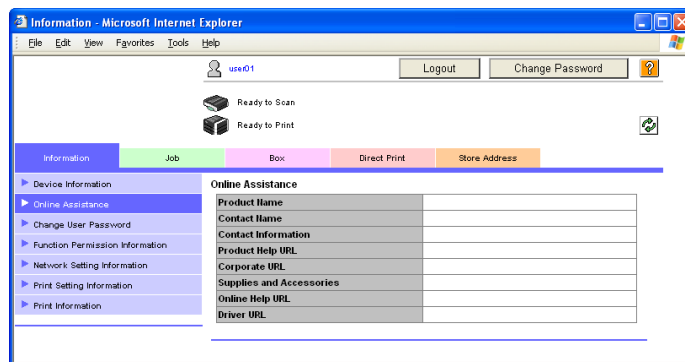 Information - Microsoft Internet Explorer
File Edit View Favorites Tools Help
user01 Logout Change Password ?
Ready to Scan
Ready to Print
Information Job Box Direct Print Store Address
Device Information
Online Assistance
Change User Password
Function Permission Information
Network Setting Information
Print Setting Information
Print Information
Online Assistance
Product Name
Contact Name
Contact Information
Product Help URL
Corporate URL
Supplies and Accessories
Online Help URL
Driver URL